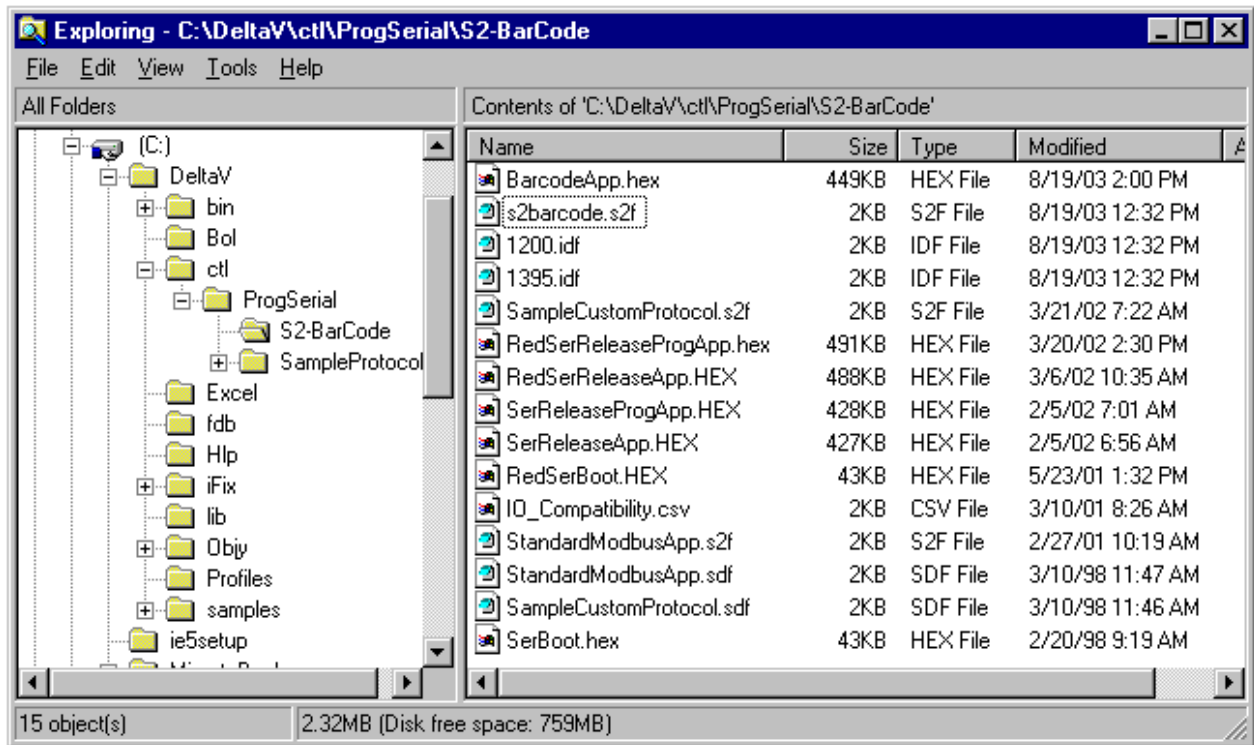 Exploring - C:\DeltaV\ctl\ProgSerial\S2-BarCode
File Edit View Tools Help
All Folders
Contents of 'C:\DeltaV\ctl\ProgSerial\S2-BarCode'
(C:)
DeltaV
bin
Bol
ctl
ProgSerial
S2-BarCode
SampleProtocol
Excel
fdb
Hlp
iFix
lib
Objy
Profiles
samples
ie5setup
Name Size Type Modified A
BarcodeApp.hex 449KB HEX File 8/19/03 2:00 PM
s2barcode.s2f 2KB S2F File 8/19/03 12:32 PM
1200.idf 2KB IDF File 8/19/03 12:32 PM
1395.idf 2KB IDF File 8/19/03 12:32 PM
SampleCustomProtocol.s2f 2KB S2F File 3/21/02 7:22 AM
RedSerReleaseProgApp.hex 491KB HEX File 3/20/02 2:30 PM
RedSerReleaseApp.HEX 488KB HEX File 3/6/02 10:35 AM
SerReleaseProgApp.HEX 428KB HEX File 2/5/02 7:01 AM
SerReleaseApp.HEX 427KB HEX File 2/5/02 6:56 AM
RedSerBoot.HEX 43KB HEX File 5/23/01 1:32 PM
IO_Compatibility.csv 2KB CSV File 3/10/01 8:26 AM
StandardModbusApp.s2f 2KB S2F File 2/27/01 10:19 AM
StandardModbusApp.sdf 2KB SDF File 3/10/98 11:47 AM
SampleCustomProtocol.sdf 2KB SDF File 3/10/98 11:46 AM
SerBoot.hex 43KB HEX File 2/20/98 9:19 AM
15 object(s)
2.32MB (Disk free space: 759MB)